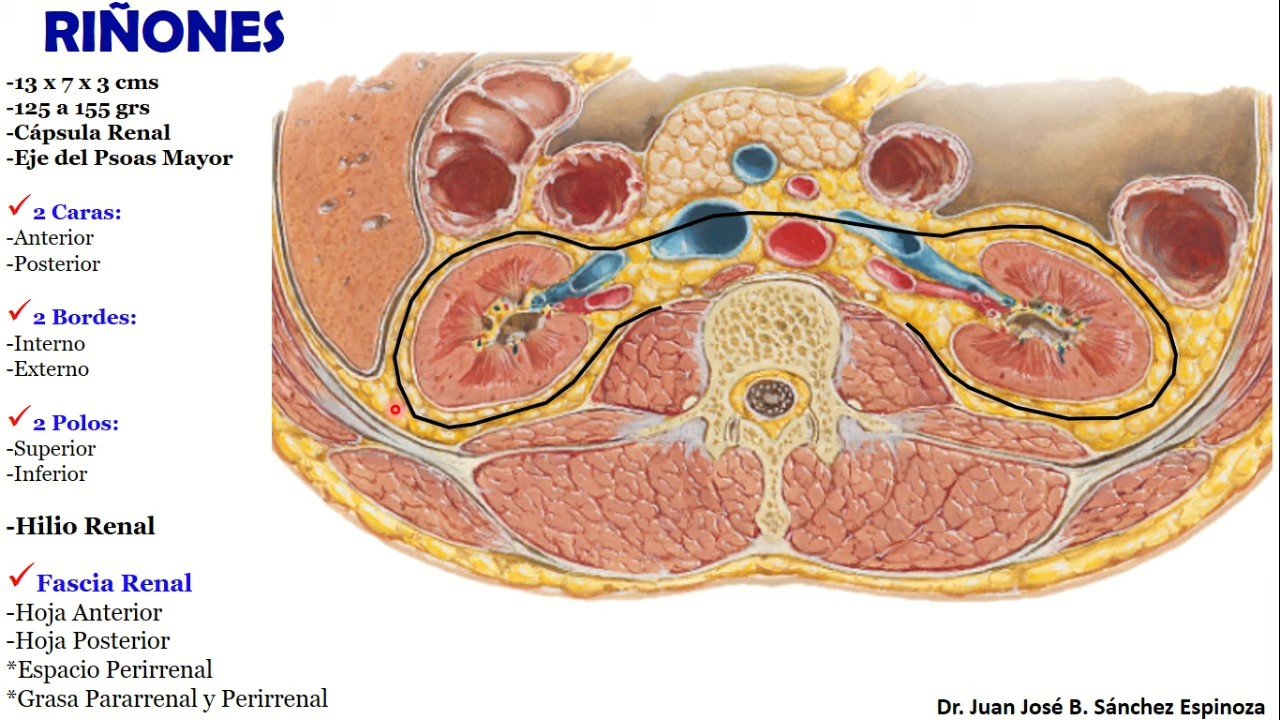 RIÑONES
-13 x 7 x 3 cms
-125 a 155 grs
-Cápsula Renal
-Eje del Psoas Mayor
✓2 Caras:
-Anterior
-Posterior
✓2 Bordes:
-Interno
-Externo
✓2 Polos:
-Superior
-Inferior
-Hilio Renal
✓Fascia Renal
-Hoja Anterior
-Hoja Posterior
*Espacio Perirrenal
*Grasa Pararrenal y Perirrenal
Dr. Juan José B. Sánchez Espinoza